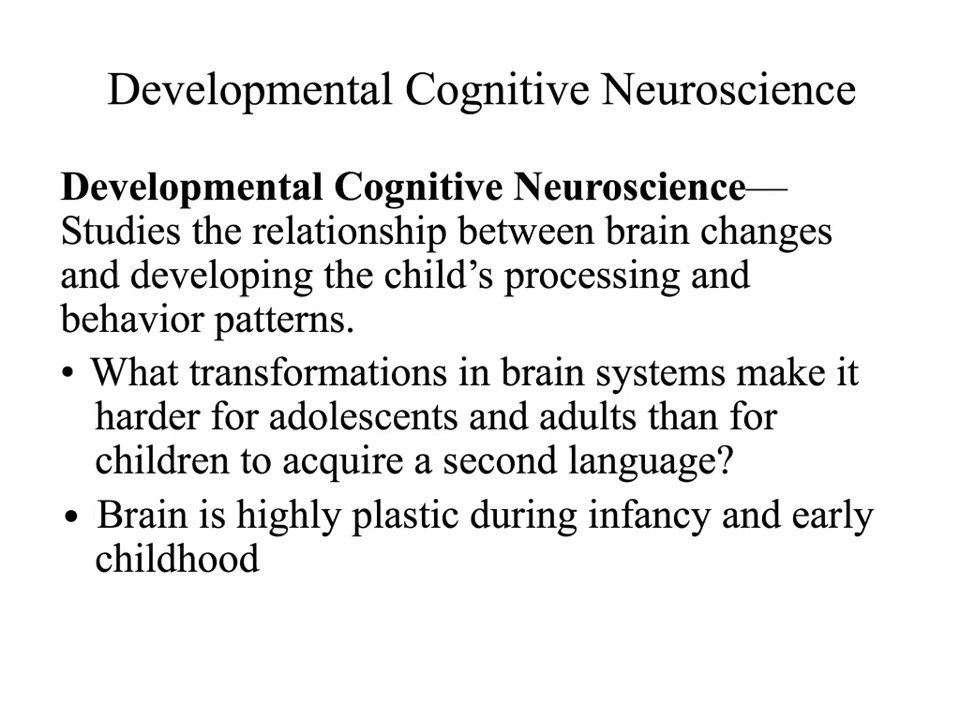 Developmental Cognitive Neuroscience
Developmental Cognitive Neuroscience—
Studies the relationship between brain changes
and developing the child’s processing and
behavior patterns.
• What transformations in brain systems make it
harder for adolescents and adults than for
children to acquire a second language?
• Brain is highly plastic during infancy and early
childhood